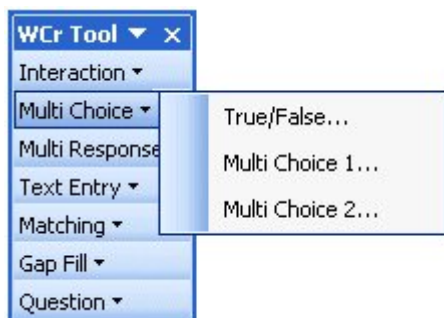 WCr Tool
Interaction
Multi Choice
Multi Response
Text Entry
Matching
Gap Fill
Question
True/False...
Multi Choice 1...
Multi Choice 2...